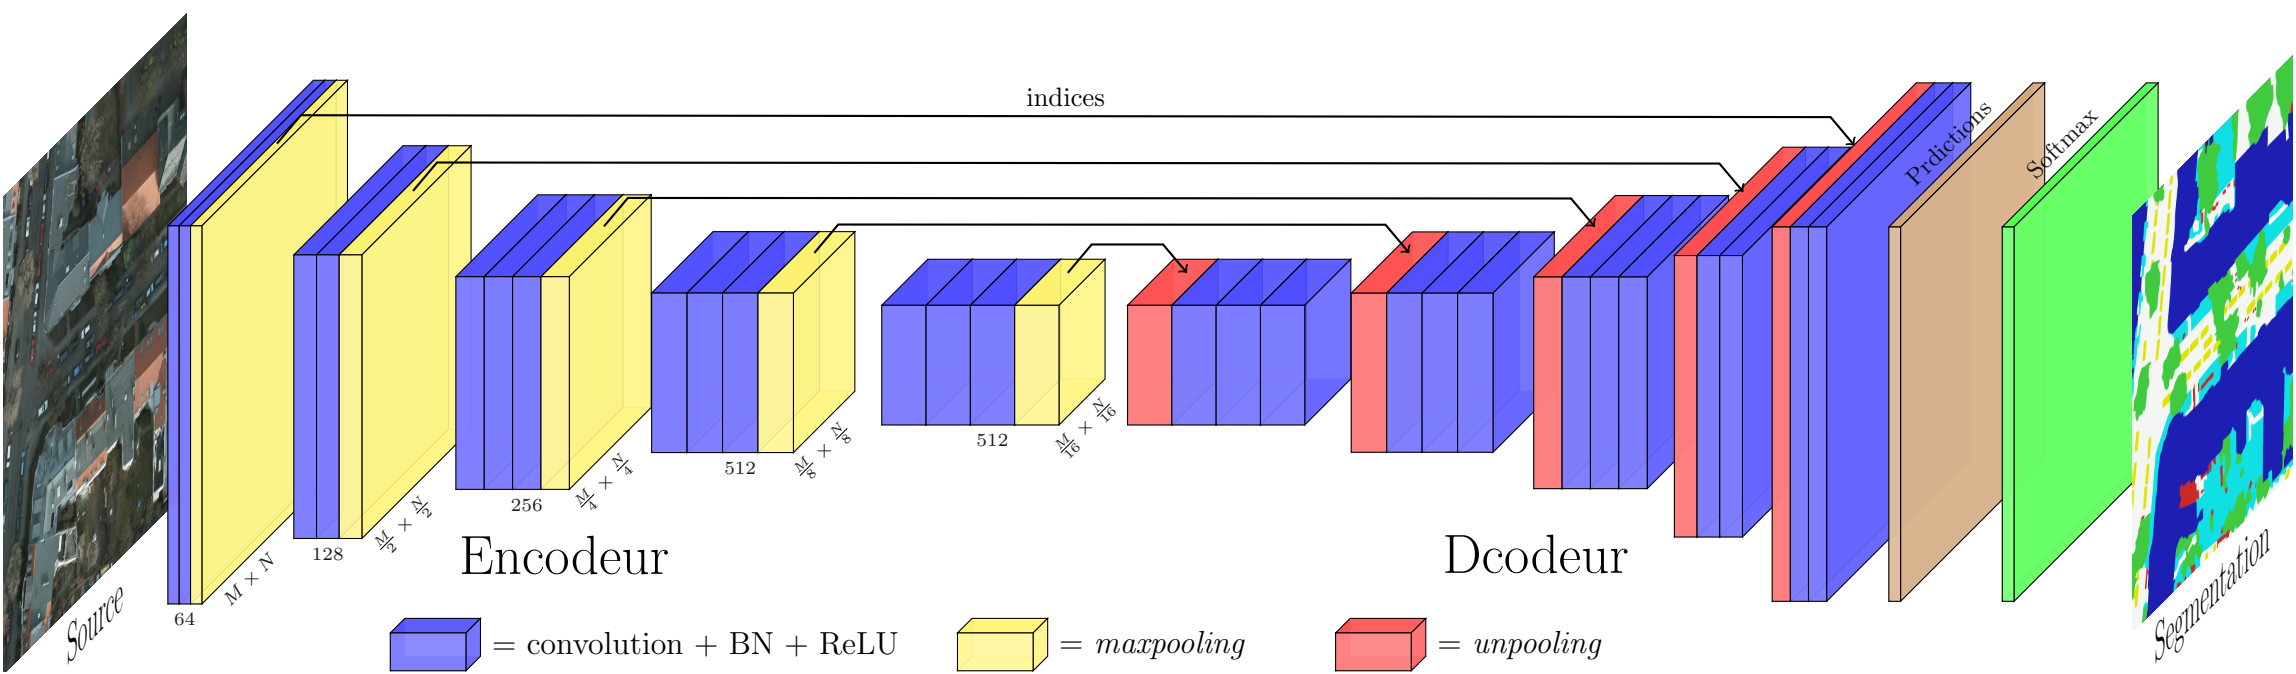 indices
Prdictions
Softmax
64
M × N
128
M/2 × N/2
256
M/4 × N/4
512
M/8 × N/8
512
M/16 × N/16
Encodeur
Dcodeur
Source
Segmentation
= convolution + BN + ReLU
= maxpooling
= unpooling